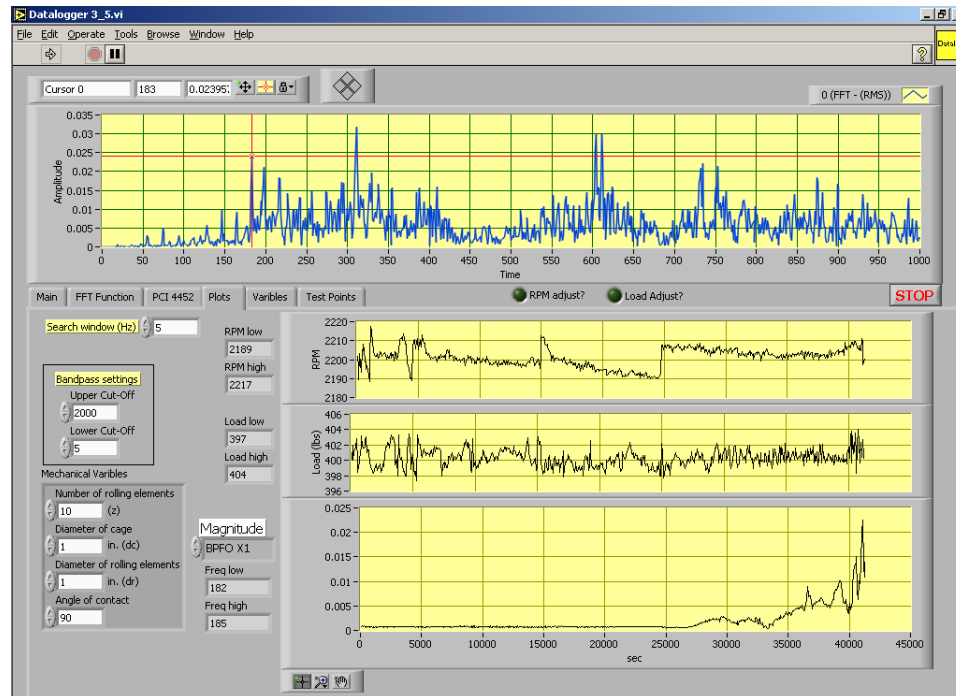 Datalogger 3_5.vi
File Edit Operate Tools Browse Window Help
Cursor 0 183 0.02395
0 (FFT - (RMS))
Amplitude
0.035
0.03
0.025
0.02
0.015
0.01
0.005
0
0 50 100 150 200 250 300 350 400 450 500 550 600 650 700 750 800 850 900 950 1000
Time
Main FFT Function PCI 4452 Plots Varibles Test Points
RPM adjust? Load Adjust? STOP
Search window (Hz) 5
Bandpass settings
Upper Cut-Off
2000
Lower Cut-Off
5
Mechanical Varibles
Number of rolling elements
10 (z)
Diameter of cage
1 in. (dc)
Diameter of rolling elements
1 in. (dr)
Angle of contact
90
RPM low
2189
RPM high
2217
Load low
397
Load high
404
Magnitude
BPFO X1
Freq low
182
Freq high
185
RPM
2220
2210
2200
2190
2180
Load (lbs)
406
404
402
400
398
396
0.025
0.02
0.015
0.01
0.005
0
0 5000 10000 15000 20000 25000 30000 35000 40000 45000
sec